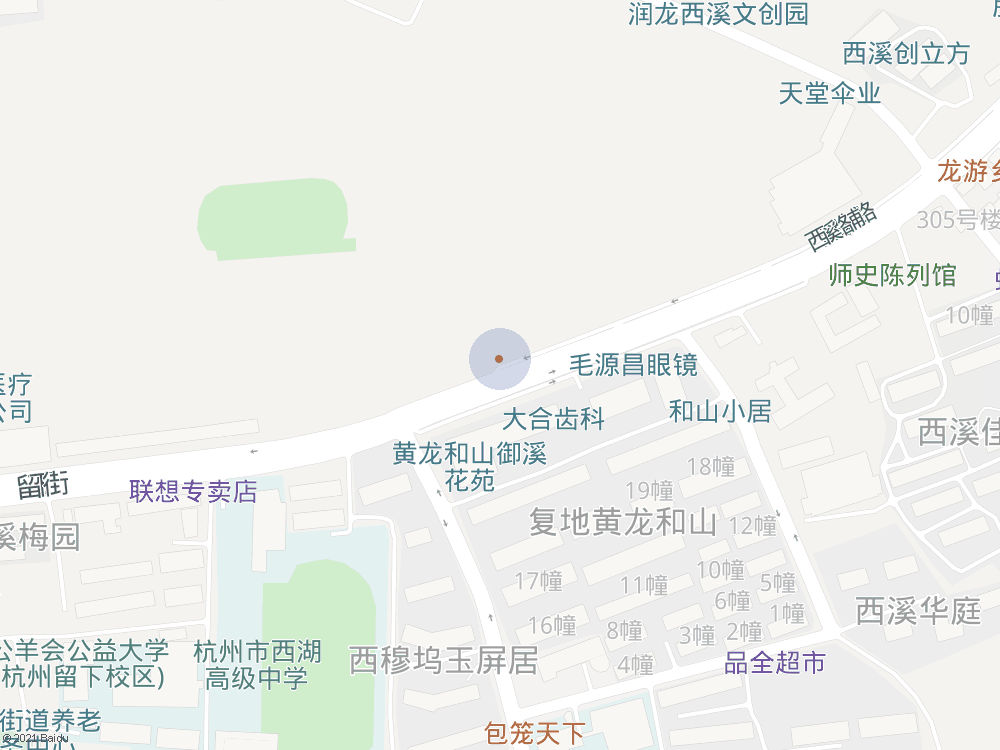 润龙西溪文创园
西溪创立方
天堂伞业
龙游
305号楼
西溪路
师史陈列馆
10幢
毛源昌眼镜
医疗
公司
大合齿科
和山小居
西溪佳
黄龙和山御溪
花苑
18幢
留街
联想专卖店
19幢
复地黄龙和山
12幢
溪梅园
17幢
11幢
10幢
5幢
6幢
1幢
西溪华庭
16幢
8幢
3幢
2幢
公羊会公益大学
杭州留下校区)
杭州市西湖
高级中学
西穆坞玉屏居
4幢
品全超市
街道养老
务中心
包笼天下
© 2021 Baidu